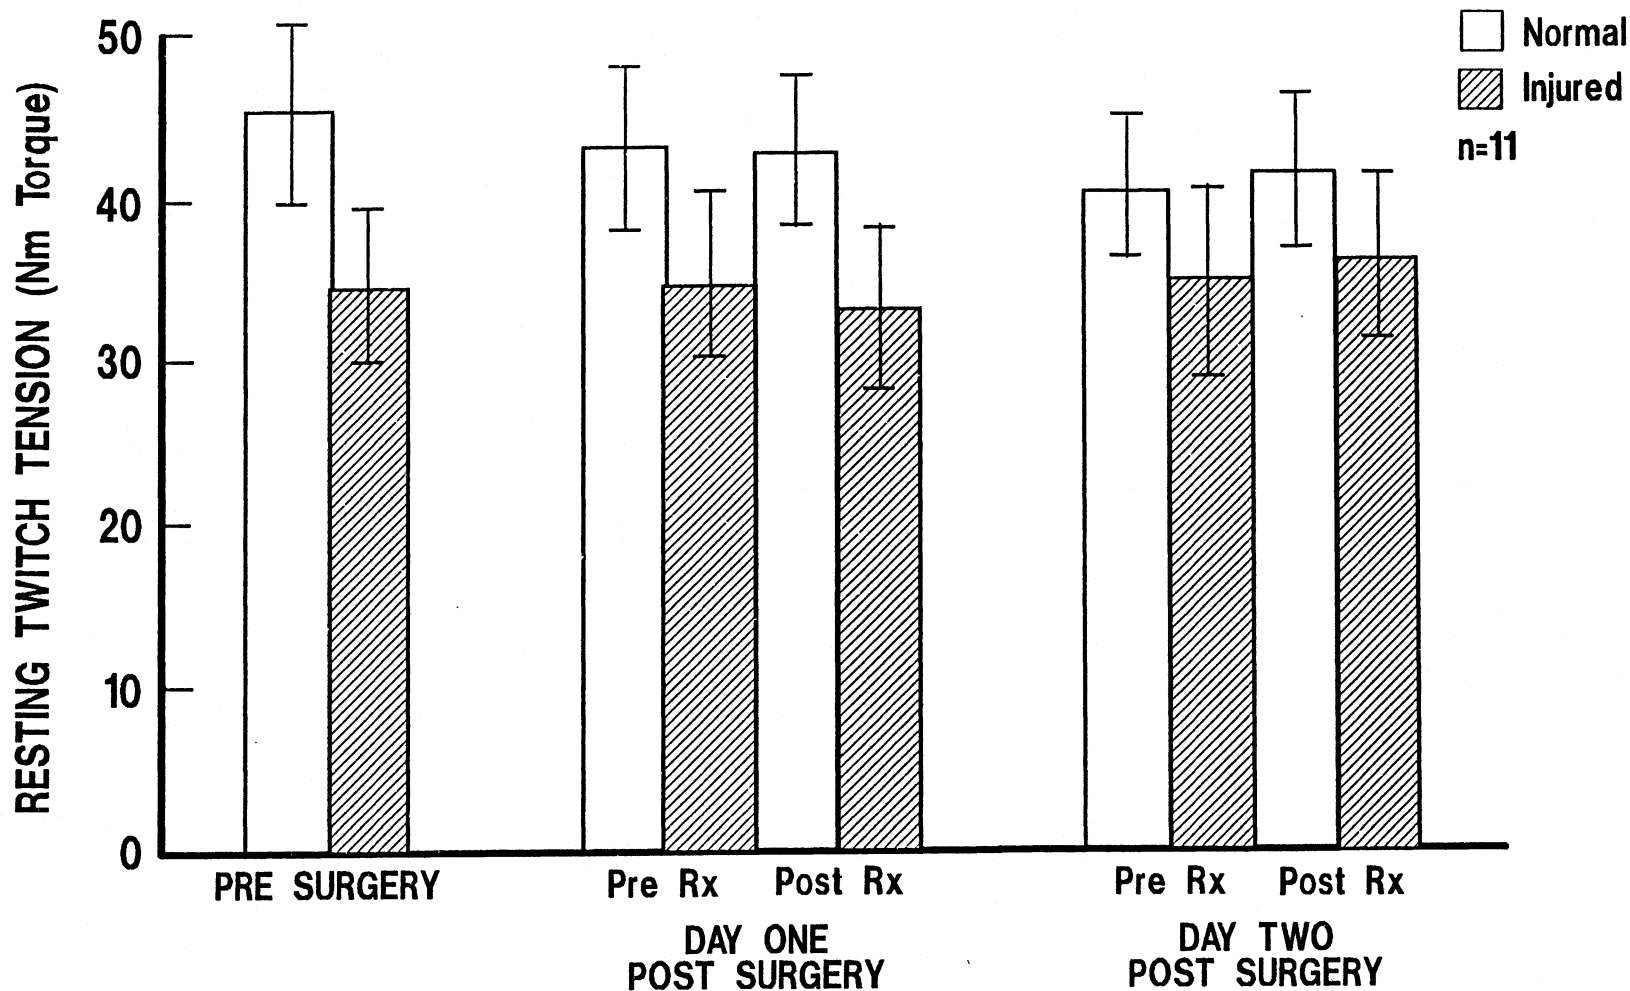 Normal
Injured
n=11
RESTING TWITCH TENSION (Nm Torque)
50
40
30
20
10
0
PRE SURGERY
Pre Rx
Post Rx
Pre Rx
Post Rx
DAY ONE
POST SURGERY
DAY TWO
POST SURGERY